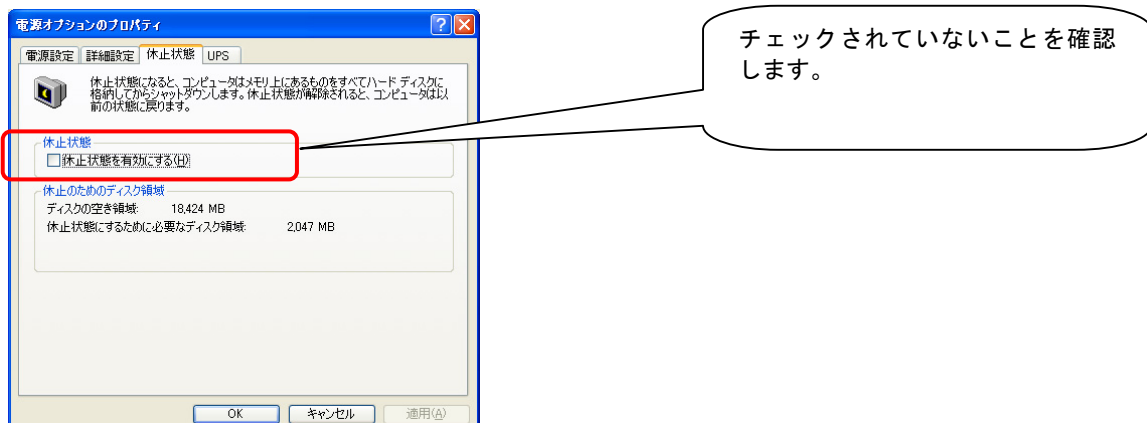 電源オプションのプロパティ
電源設定 詳細設定 休止状態 UPS
休止状態になると、コンピュータはメモリ上にあるものをすべてハード ディスクに
格納してからシャットダウンします。休止状態が解除されると、コンピュータは以
前の状態に戻ります。
休止状態
休止状態を有効にする(H)
休止のためのディスク領域
ディスクの空き領域: 18,424 MB
休止状態にするために必要なディスク領域: 2,047 MB
OK キャンセル 適用(A)
チェックされていないことを確認
します。